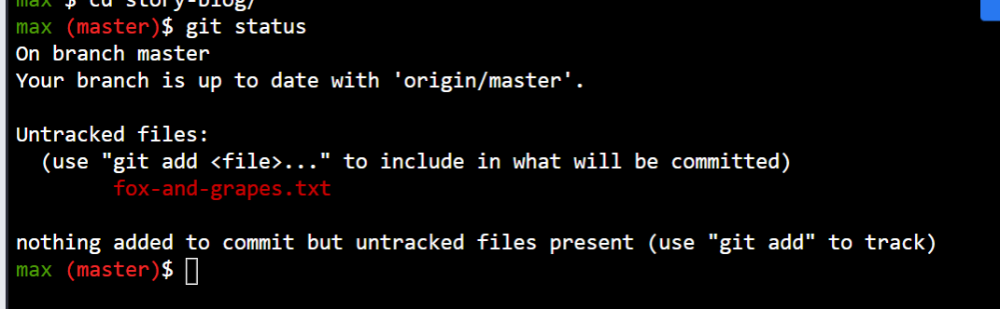 max $ cd story-blog/
max (master)$ git status
On branch master
Your branch is up to date with 'origin/master'.
Untracked files:
(use "git add <file>..." to include in what will be committed)
fox-and-grapes.txt
nothing added to commit but untracked files present (use "git add" to track)
max (master)$